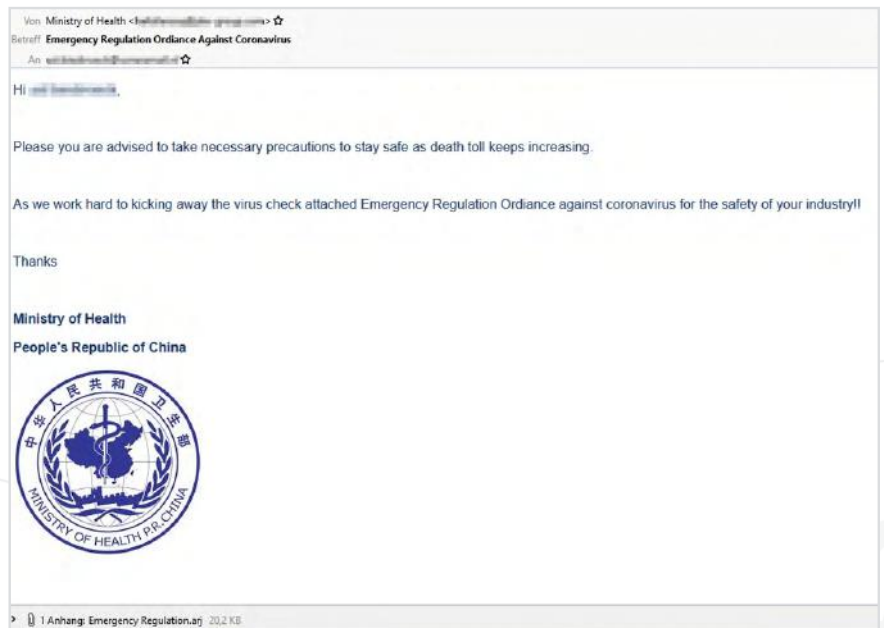 Von Ministry of Health
Betreff Emergency Regulation Ordiance Against Coronavirus
An
Hi
Please you are advised to take necessary precautions to stay safe as death toll keeps increasing.
As we work hard to kicking away the virus check attached Emergency Regulation Ordiance against coronavirus for the safety of your industry!!
Thanks
Ministry of Health
People's Republic of China
中华人民共和国卫生部
MINISTRY OF HEALTH P.R.CHINA
1 Anhang: Emergency Regulation.arj 20,2 KB